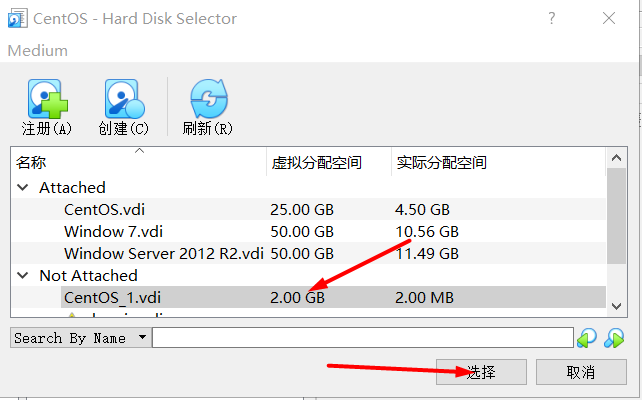 CentOS - Hard Disk Selector
Medium
注册(A) 创建(C) 刷新(R)
名称 虚拟分配空间 实际分配空间
Attached
CentOS.vdi 25.00 GB 4.50 GB
Window 7.vdi 50.00 GB 10.56 GB
Window Server 2012 R2.vdi 50.00 GB 11.49 GB
Not Attached
CentOS_1.vdi 2.00 GB 2.00 MB
Search By Name
选择 取消